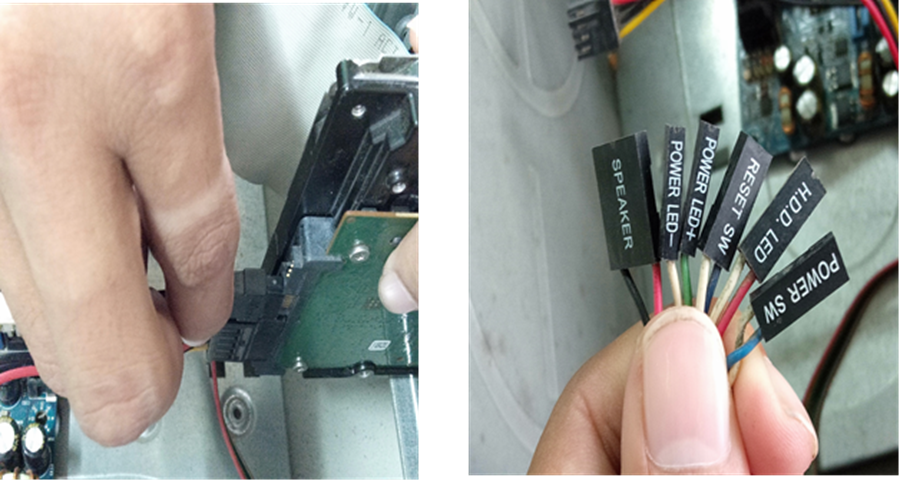 SPEAKER
POWER LED-
POWER LED+
RESET SW
H.D.D. LED
POWER SW